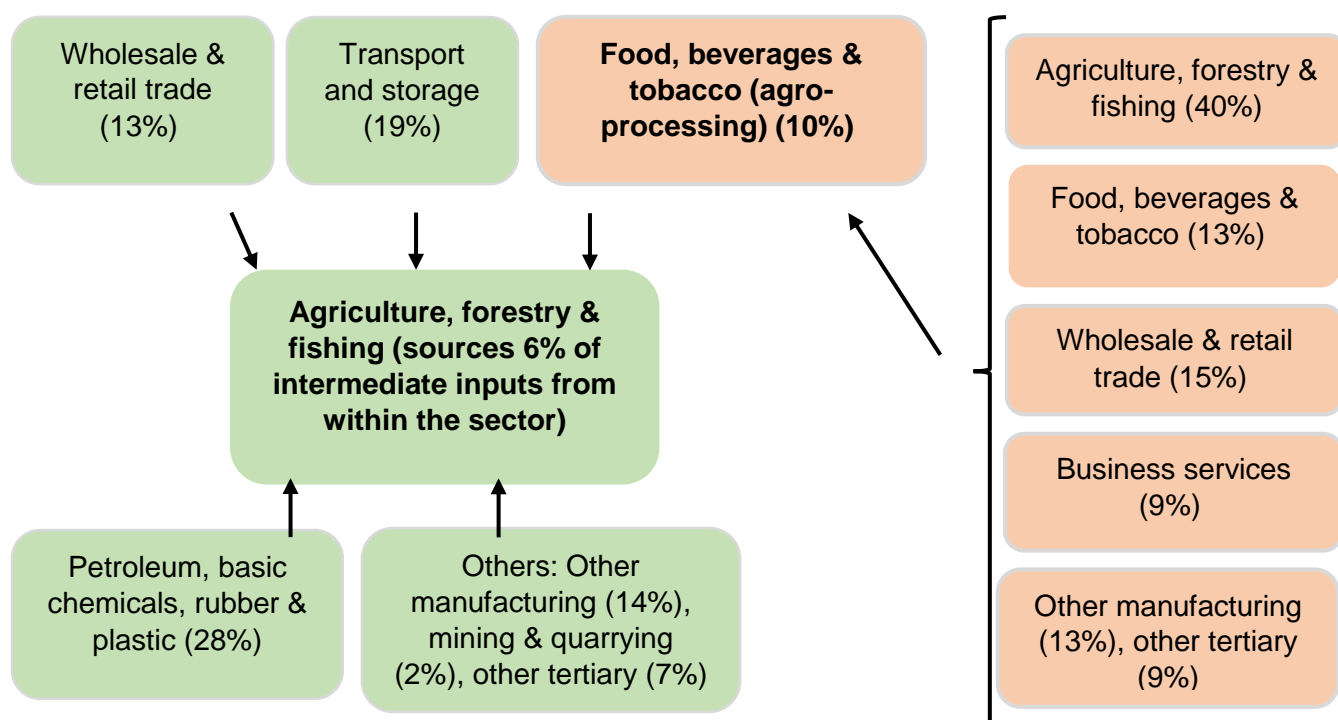 Wholesale &
retail trade
(13%)
Transport
and storage
(19%)
Food, beverages &
tobacco (agro-
processing) (10%)
Agriculture, forestry &
fishing (sources 6% of
intermediate inputs from
within the sector)
Petroleum, basic
chemicals, rubber &
plastic (28%)
Others: Other
manufacturing (14%),
mining & quarrying
(2%), other tertiary (7%)
Agriculture, forestry &
fishing (40%)
Food, beverages &
tobacco (13%)
Wholesale & retail
trade (15%)
Business services
(9%)
Other manufacturing
(13%), other tertiary
(9%)